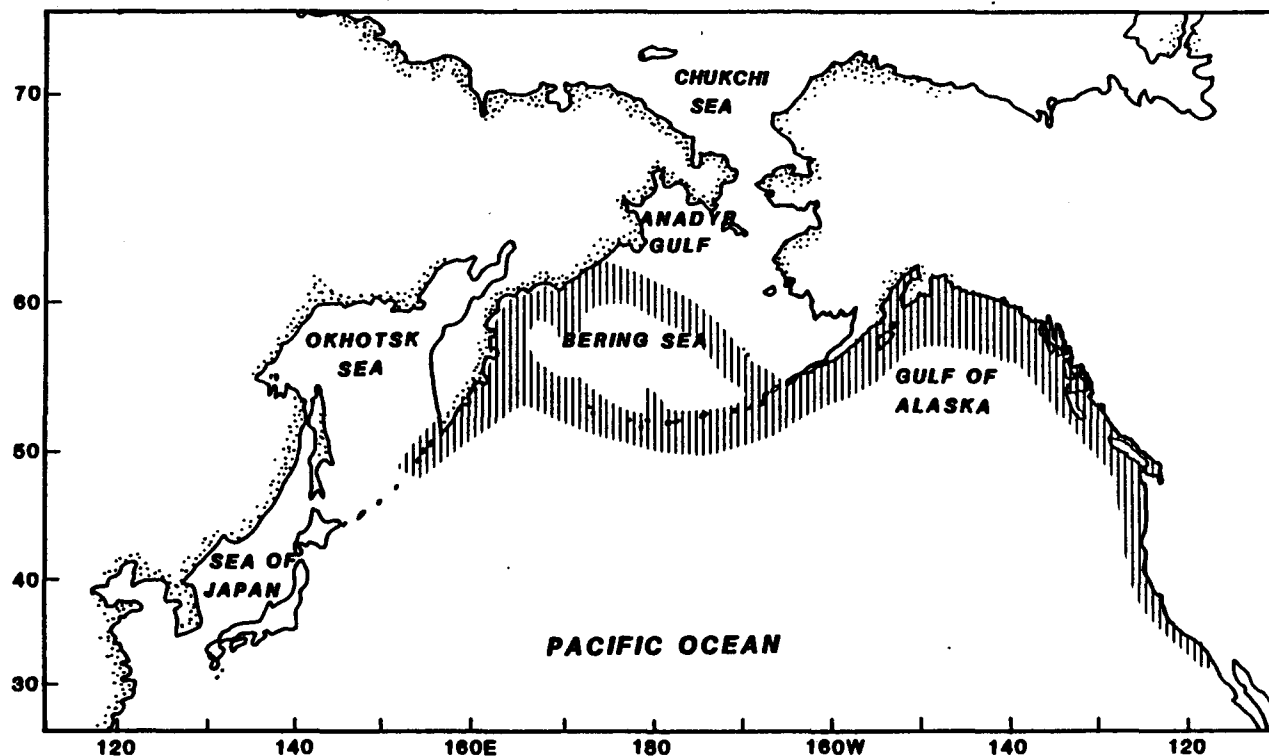 70
CHUKCHI
SEA
ANADYR
GULF
60
OKHOTSK
SEA
BERING SEA
GULF OF
ALASKA
50
SEA OF
JAPAN
40
PACIFIC OCEAN
30
120 140 160E 180 160W 140 120